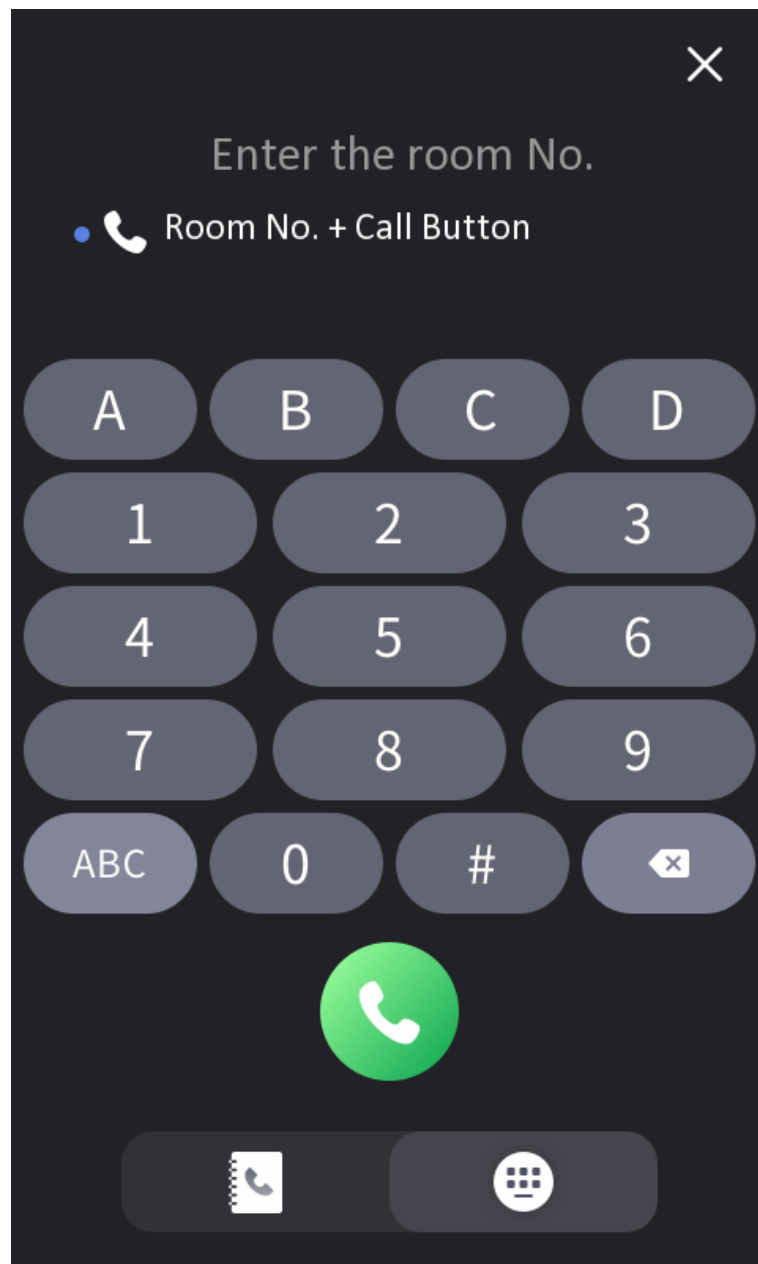 Enter the room No.
Room No. + Call Button
A B C D
1 2 3
4 5 6
7 8 9
ABC 0 #